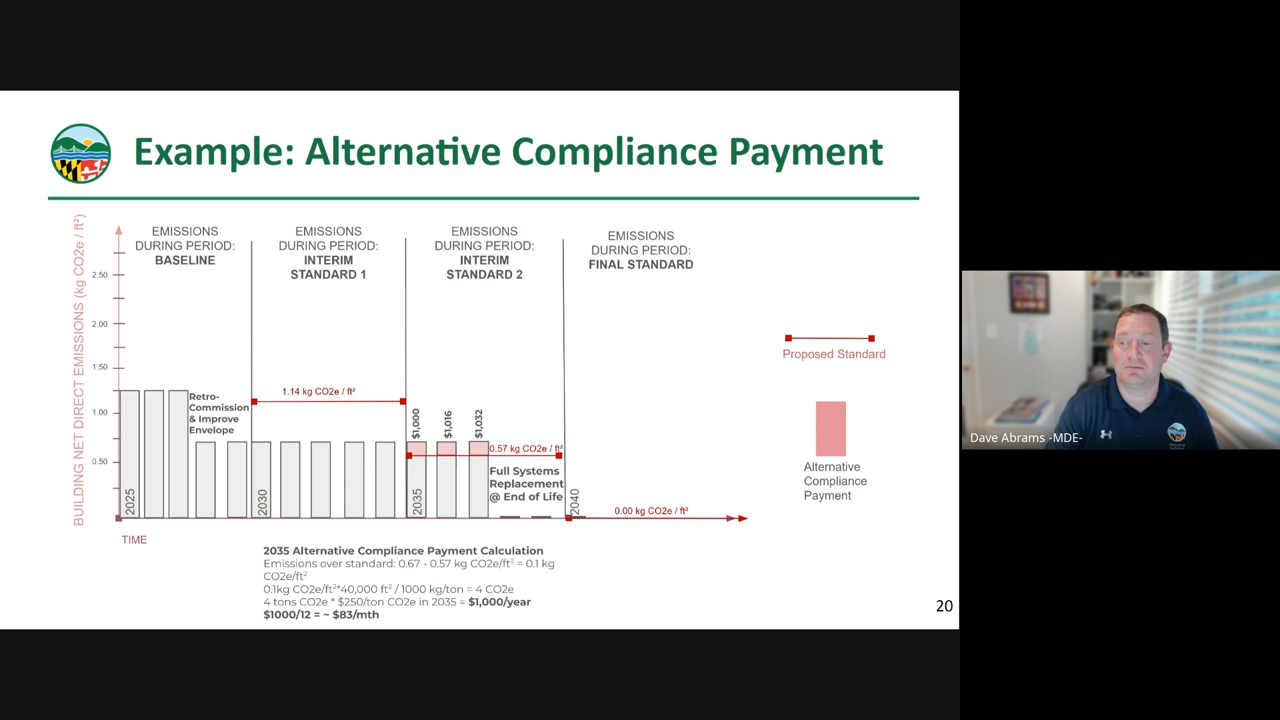 Example: Alternative Compliance Payment
BUILDING NET DIRECT EMISSIONS (kg CO2e / ft²)
2.50
2.00
1.50
1.00
0.50
EMISSIONS
DURING PERIOD:
BASELINE
EMISSIONS
DURING PERIOD:
INTERIM
STANDARD 1
EMISSIONS
DURING PERIOD:
INTERIM
STANDARD 2
EMISSIONS
DURING PERIOD:
FINAL STANDARD
Retro-
Commission
& Improve
Envelope
1.14 kg CO2e / ft²
$1,000
$1,016
$1,032
0.57 kg CO2e / ft²
Full Systems
Replacement
@ End of Life
2025
2030
2035
2040
0.00 kg CO2e / ft²
TIME
Proposed Standard
Alternative
Compliance
Payment
2035 Alternative Compliance Payment Calculation
Emissions over standard: 0.67 - 0.57 kg CO2e/ft² = 0.1 kg
CO2e/ft²
0.1kg CO2e/ft²*40,000 ft² / 1000 kg/ton = 4 CO2e
4 tons CO2e * $250/ton CO2e in 2035 = $1,000/year
$1000/12 = ~ $83/mth
20
Dave Abrams -MDE-